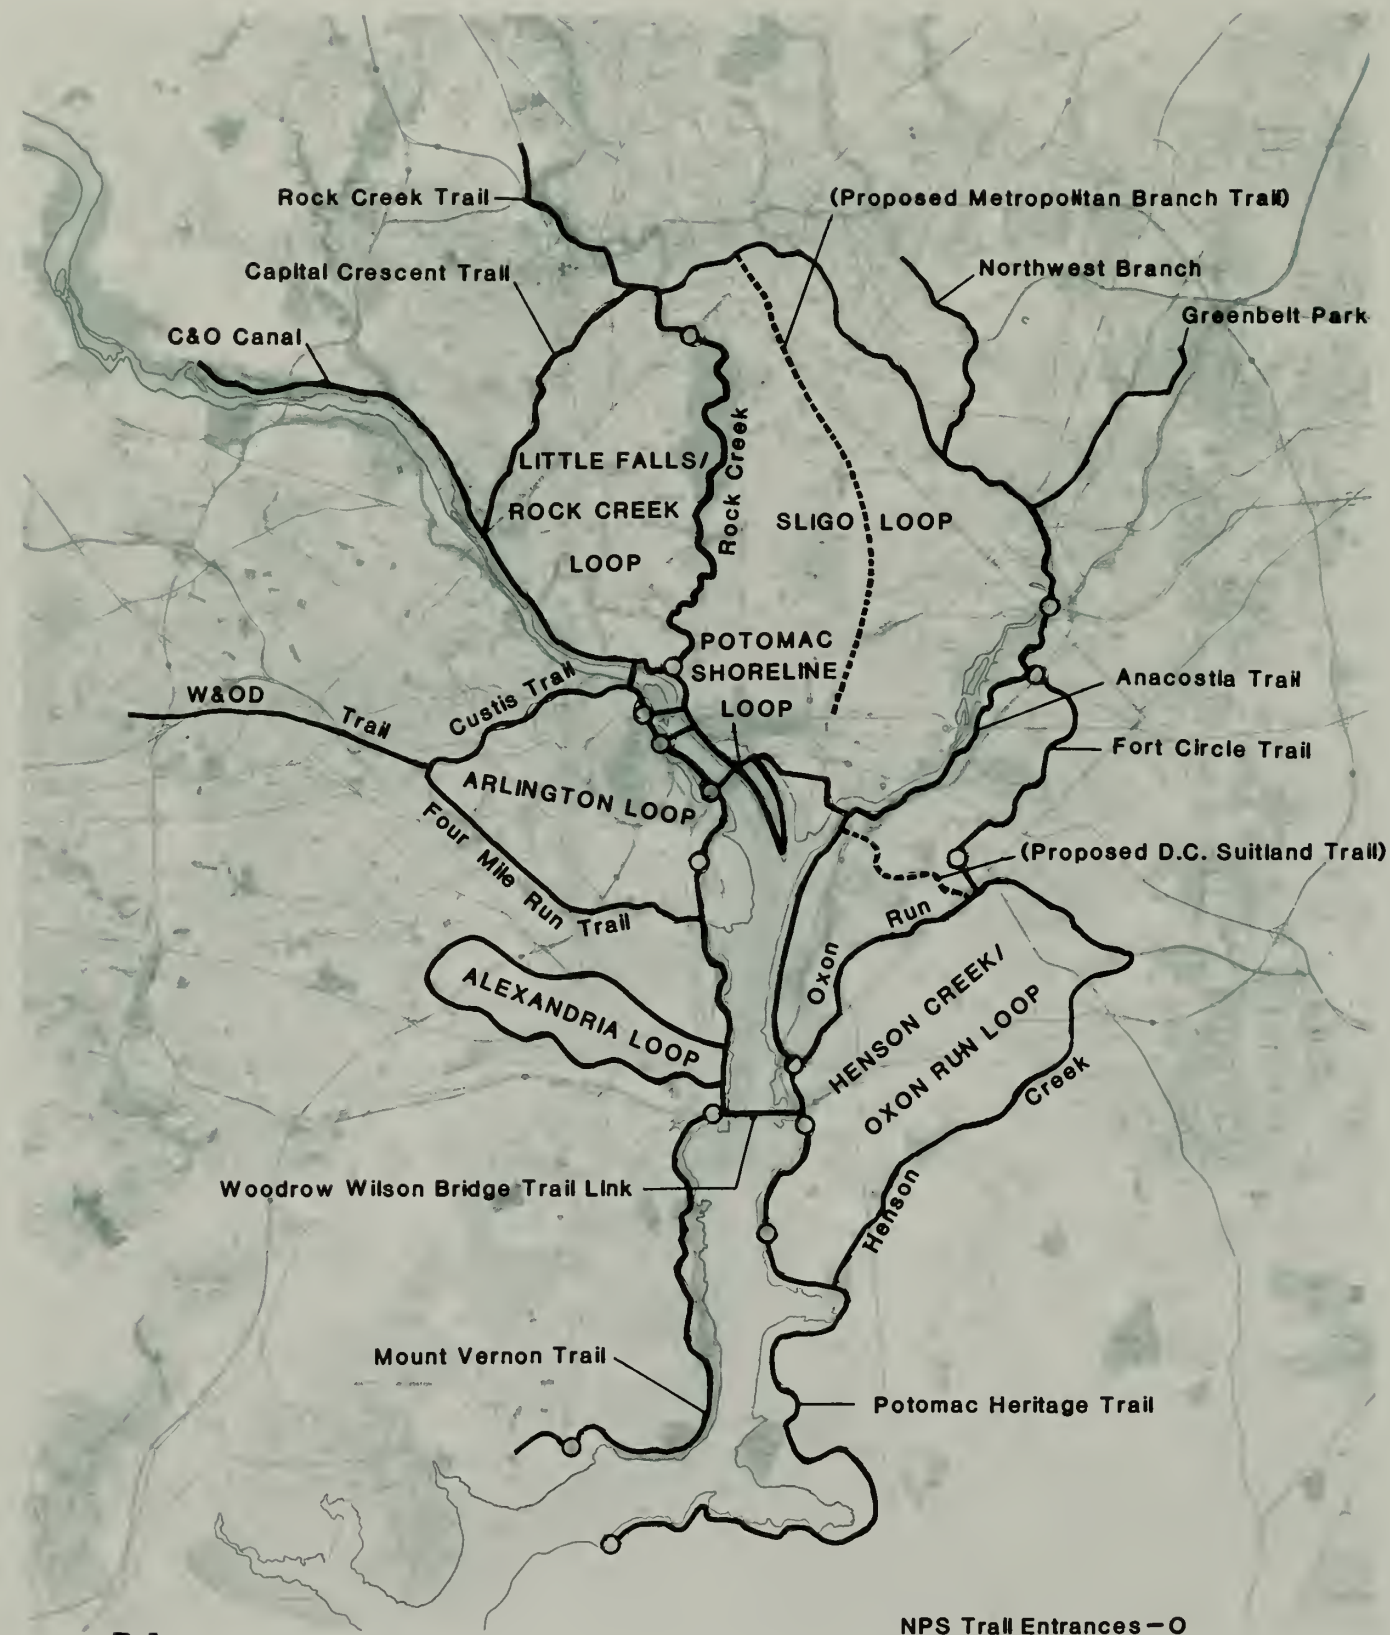 Rock Creek Trail
(Proposed Metropolitan Branch Trail)
Capital Crescent Trail
Northwest Branch
Greenbelt Park
C&O Canal
Rock Creek
LITTLE FALLS/
ROCK CREEK
LOOP
SLIGO LOOP
POTOMAC
SHORELINE
LOOP
Custis Trail
W&OD Trail
Anacostia Trail
Fort Circle Trail
ARLINGTON LOOP
Four Mile Run Trail
(Proposed D.C. Suitland Trail)
Oxon Run
ALEXANDRIA LOOP
HENSON CREEK/
OXON RUN LOOP
Henson Creek
Woodrow Wilson Bridge Trail Link
Mount Vernon Trail
Potomac Heritage Trail
NPS Trail Entrances-O